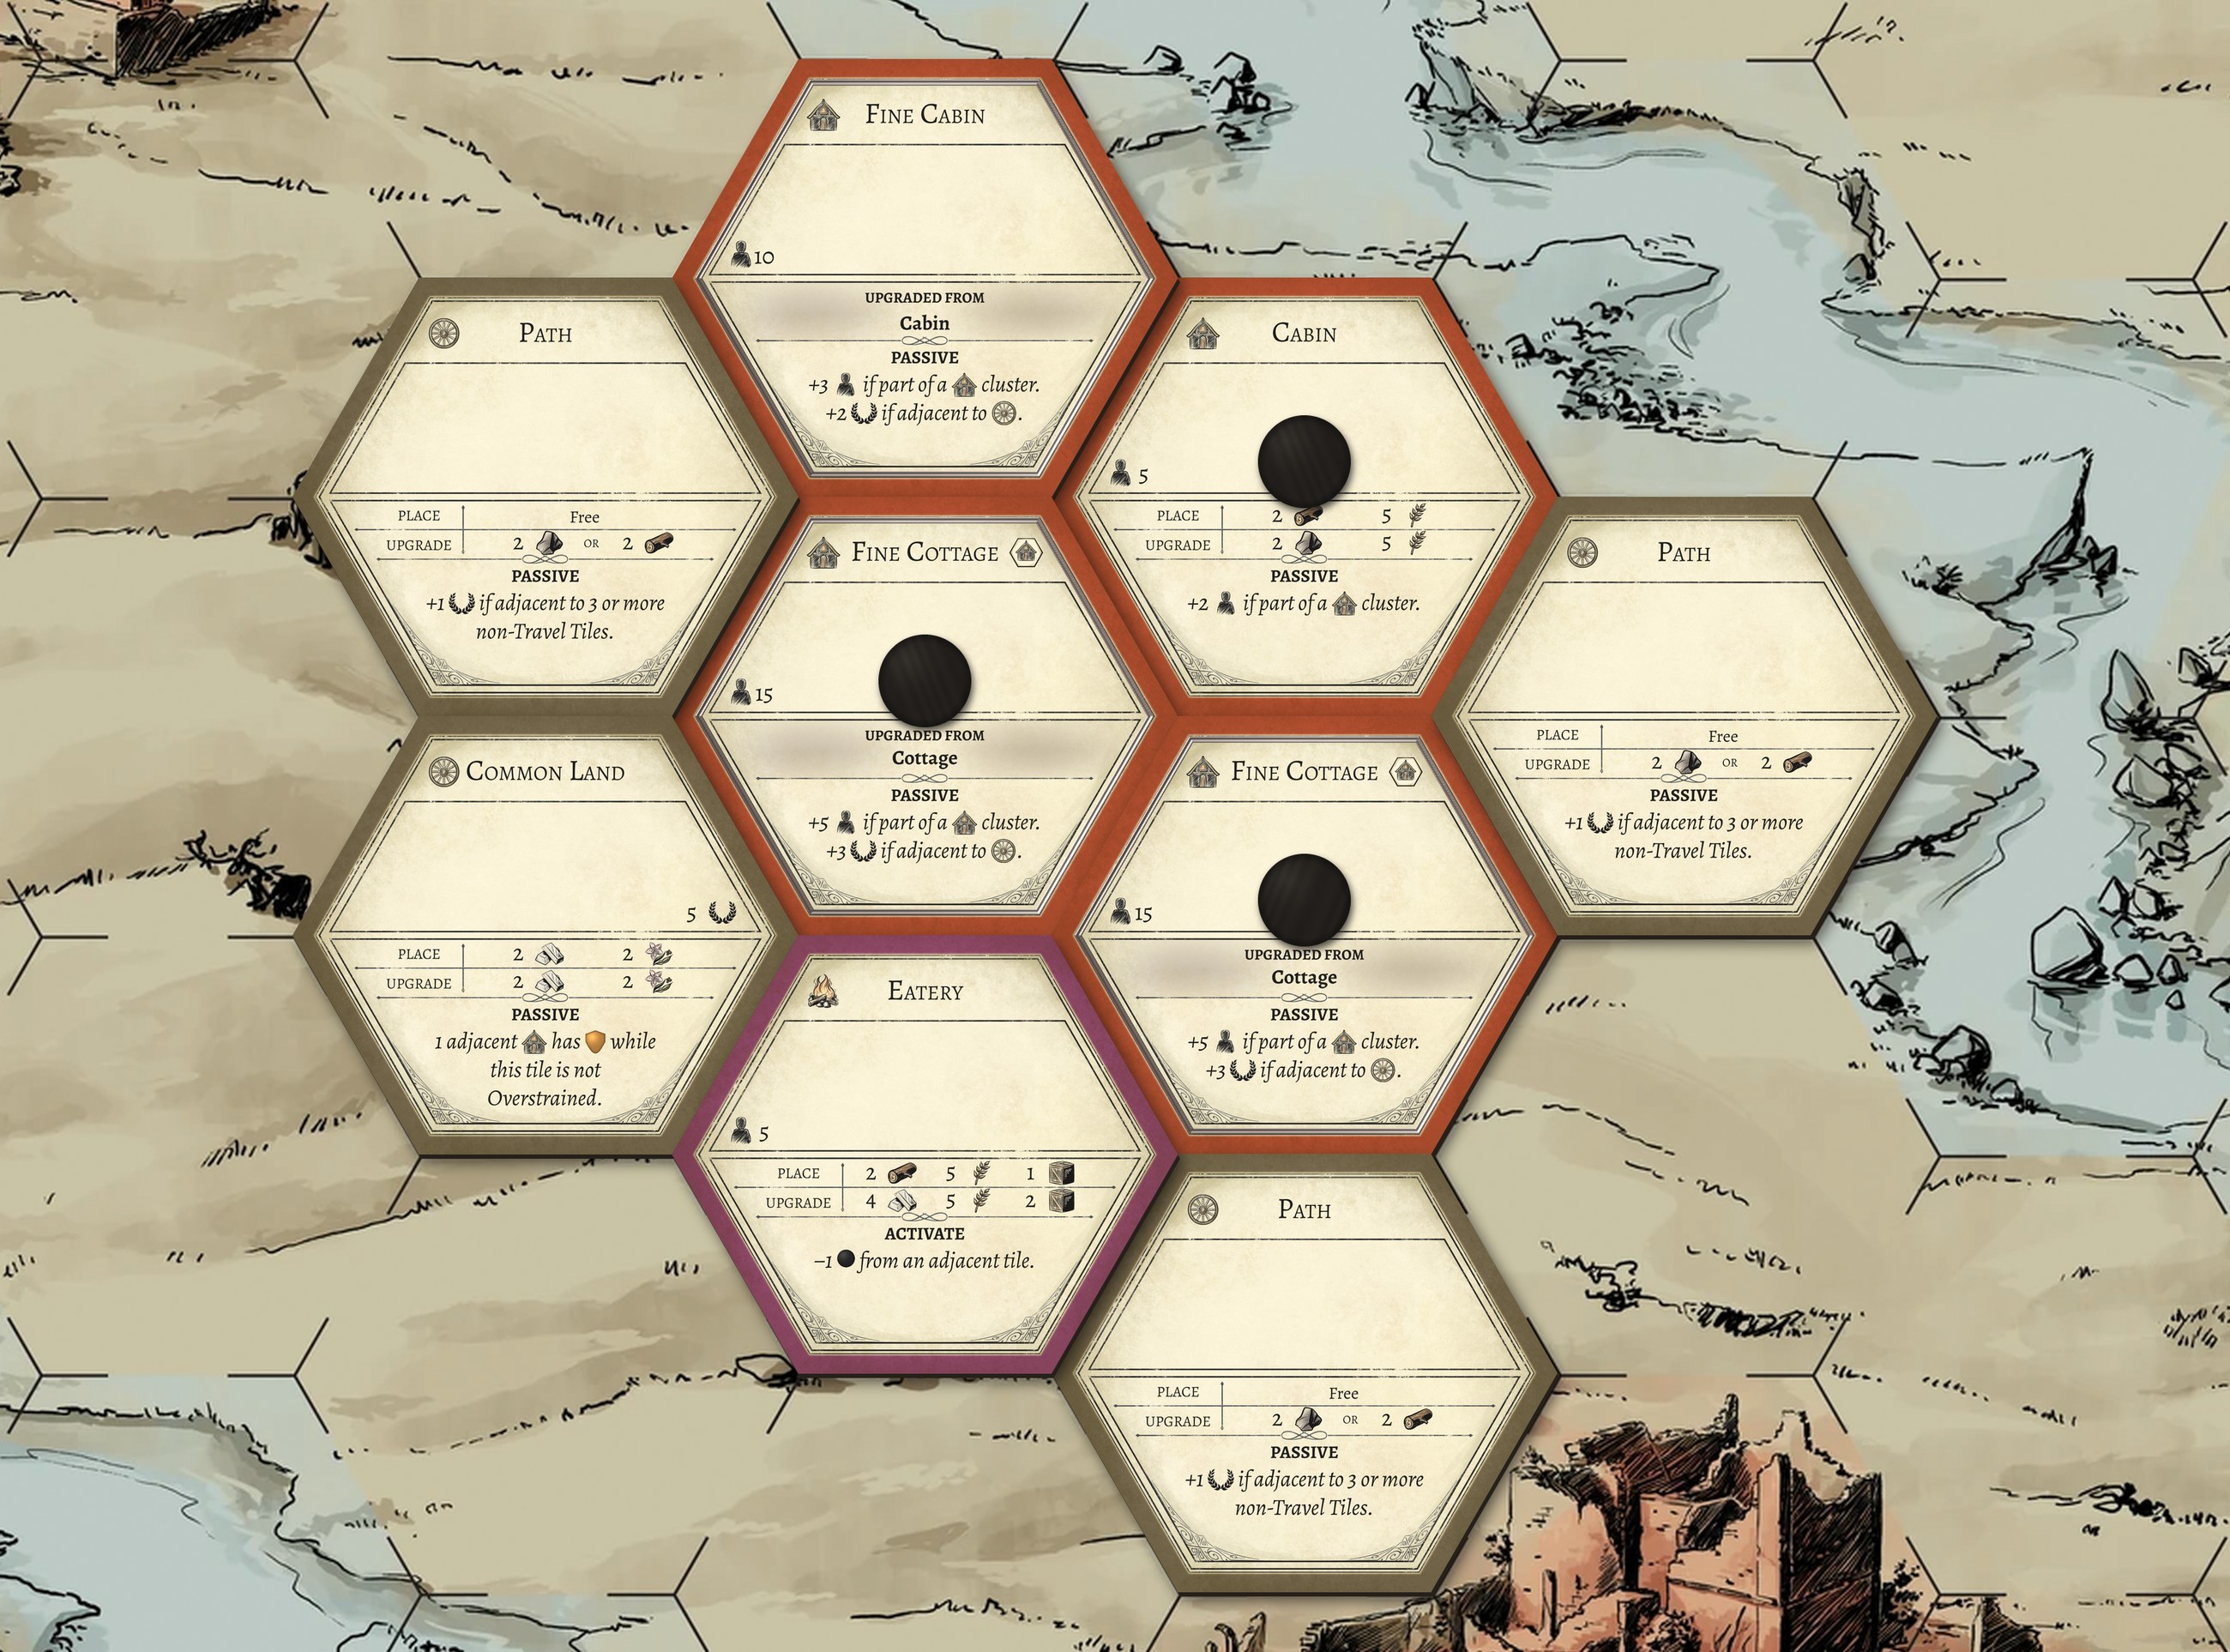 Fine Cabin
10
UPGRADED FROM
Cabin
PASSIVE
+3 if part of a cluster.
+2 if adjacent to .
Path
PLACE Free
UPGRADE 2 OR 2
PASSIVE
+1 if adjacent to 3 or more
non-Travel Tiles.
Cabin
5
PLACE 2 5
UPGRADE 2 5
PASSIVE
+2 if part of a cluster.
Fine Cottage
15
UPGRADED FROM
Cottage
PASSIVE
+5 if part of a cluster.
+3 if adjacent to .
Path
PLACE Free
UPGRADE 2 OR 2
PASSIVE
+1 if adjacent to 3 or more
non-Travel Tiles.
Common Land
5
PLACE 2 2
UPGRADE 2 2
PASSIVE
1 adjacent has while
this tile is not
Overstrained.
Fine Cottage
15
UPGRADED FROM
Cottage
PASSIVE
+5 if part of a cluster.
+3 if adjacent to .
Eatery
5
PLACE 2 5 1
UPGRADE 4 5 2
ACTIVATE
−1 from an adjacent tile.
Path
PLACE Free
UPGRADE 2 OR 2
PASSIVE
+1 if adjacent to 3 or more
non-Travel Tiles.